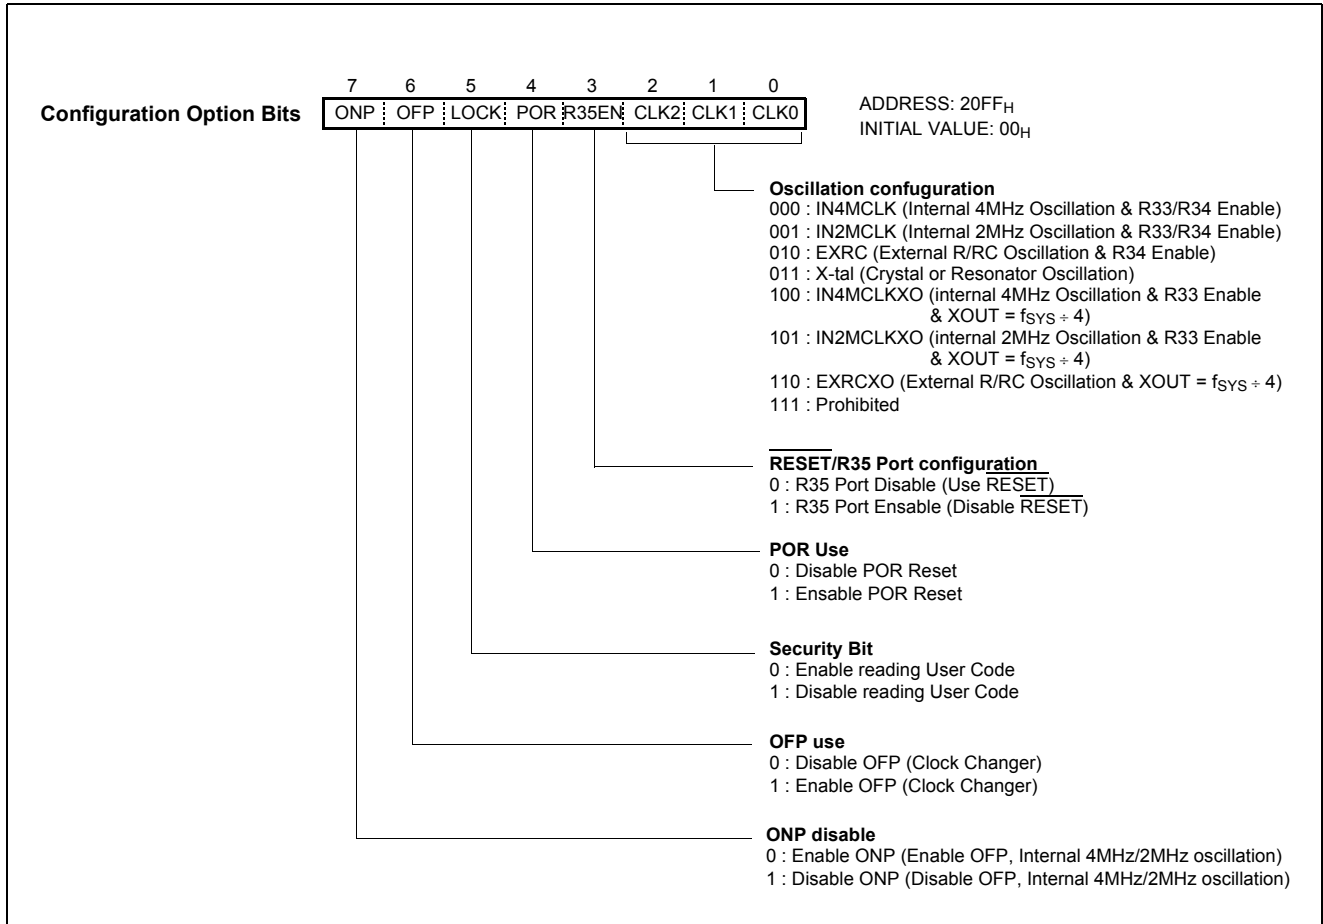 7 6 5 4 3 2 1 0
Configuration Option Bits ONP OFP LOCK POR R35EN CLK2 CLK1 CLK0
ADDRESS: 20FFH
INITIAL VALUE: 00H
Oscillation confuguration
000 : IN4MCLK (Internal 4MHz Oscillation & R33/R34 Enable)
001 : IN2MCLK (Internal 2MHz Oscillation & R33/R34 Enable)
010 : EXRC (External R/RC Oscillation & R34 Enable)
011 : X-tal (Crystal or Resonator Oscillation)
100 : IN4MCLKXO (internal 4MHz Oscillation & R33 Enable
& XOUT = fSYS ÷ 4)
101 : IN2MCLKXO (internal 2MHz Oscillation & R33 Enable
& XOUT = fSYS ÷ 4)
110 : EXRCXO (External R/RC Oscillation & XOUT = fSYS ÷ 4)
111 : Prohibited
RESET/R35 Port configuration
0 : R35 Port Disable (Use RESET)
1 : R35 Port Ensable (Disable RESET)
POR Use
0 : Disable POR Reset
1 : Ensable POR Reset
Security Bit
0 : Enable reading User Code
1 : Disable reading User Code
OFP use
0 : Disable OFP (Clock Changer)
1 : Enable OFP (Clock Changer)
ONP disable
0 : Enable ONP (Enable OFP, Internal 4MHz/2MHz oscillation)
1 : Disable ONP (Disable OFP, Internal 4MHz/2MHz oscillation)